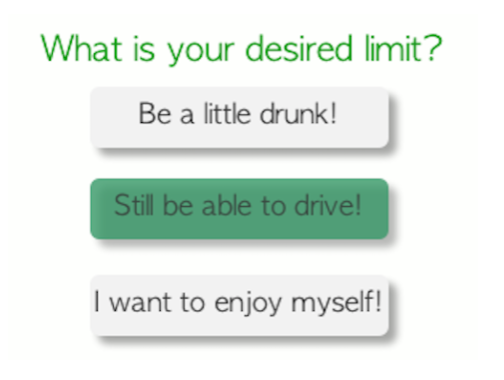 What is your desired limit?
Be a little drunk!
Still be able to drive!
I want to enjoy myself!